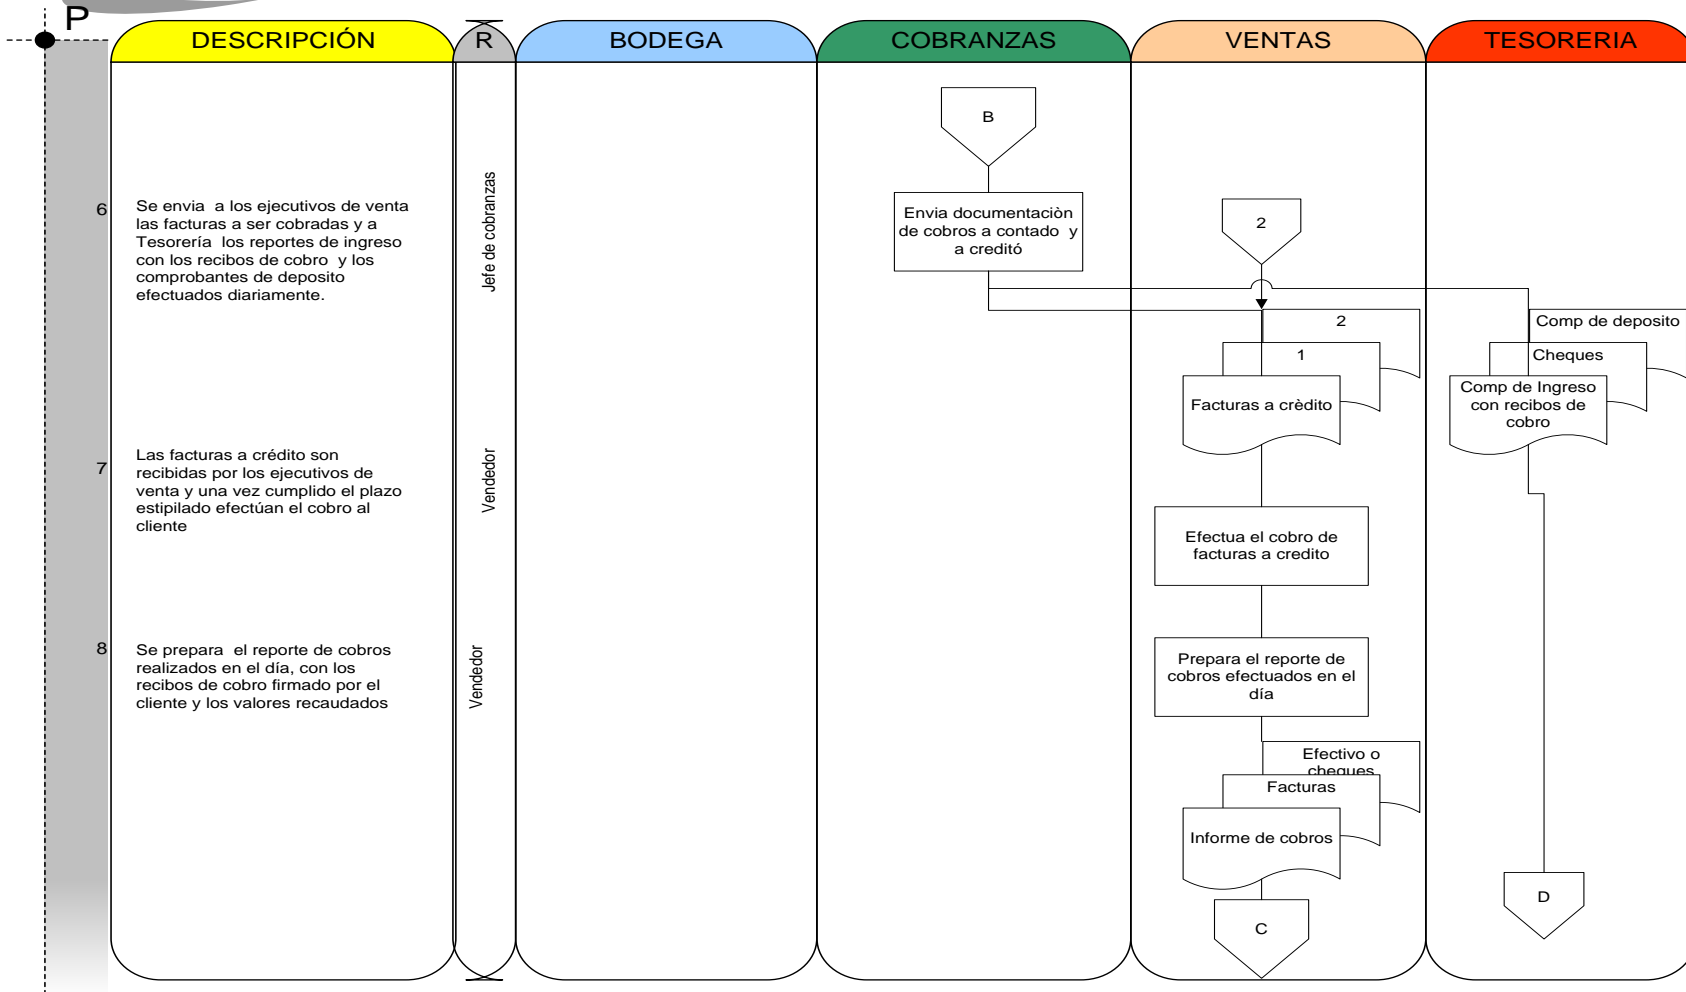 P
DESCRIPCIÓN
R
BODEGA
COBRANZAS
VENTAS
TESORERIA
B
6
Se envia a los ejecutivos de venta
las facturas a ser cobradas y a
Tesorería los reportes de ingreso
con los recibos de cobro y los
comprobantes de deposito
efectuados diariamente.
Jefe de cobranzas
Envia documentaciòn
de cobros a contado y
a creditó
2
2
1
Facturas a crèdito
Comp de deposito
Cheques
Comp de Ingreso
con recibos de
cobro
7
Las facturas a crédito son
recibidas por los ejecutivos de
venta y una vez cumplido el plazo
estipilado efectúan el cobro al
cliente
Vendedor
Efectua el cobro de
facturas a credito
8
Se prepara el reporte de cobros
realizados en el día, con los
recibos de cobro firmado por el
cliente y los valores recaudados
Vendedor
Prepara el reporte de
cobros efectuados en el
día
Efectivo o
cheques
Facturas
Informe de cobros
C
D